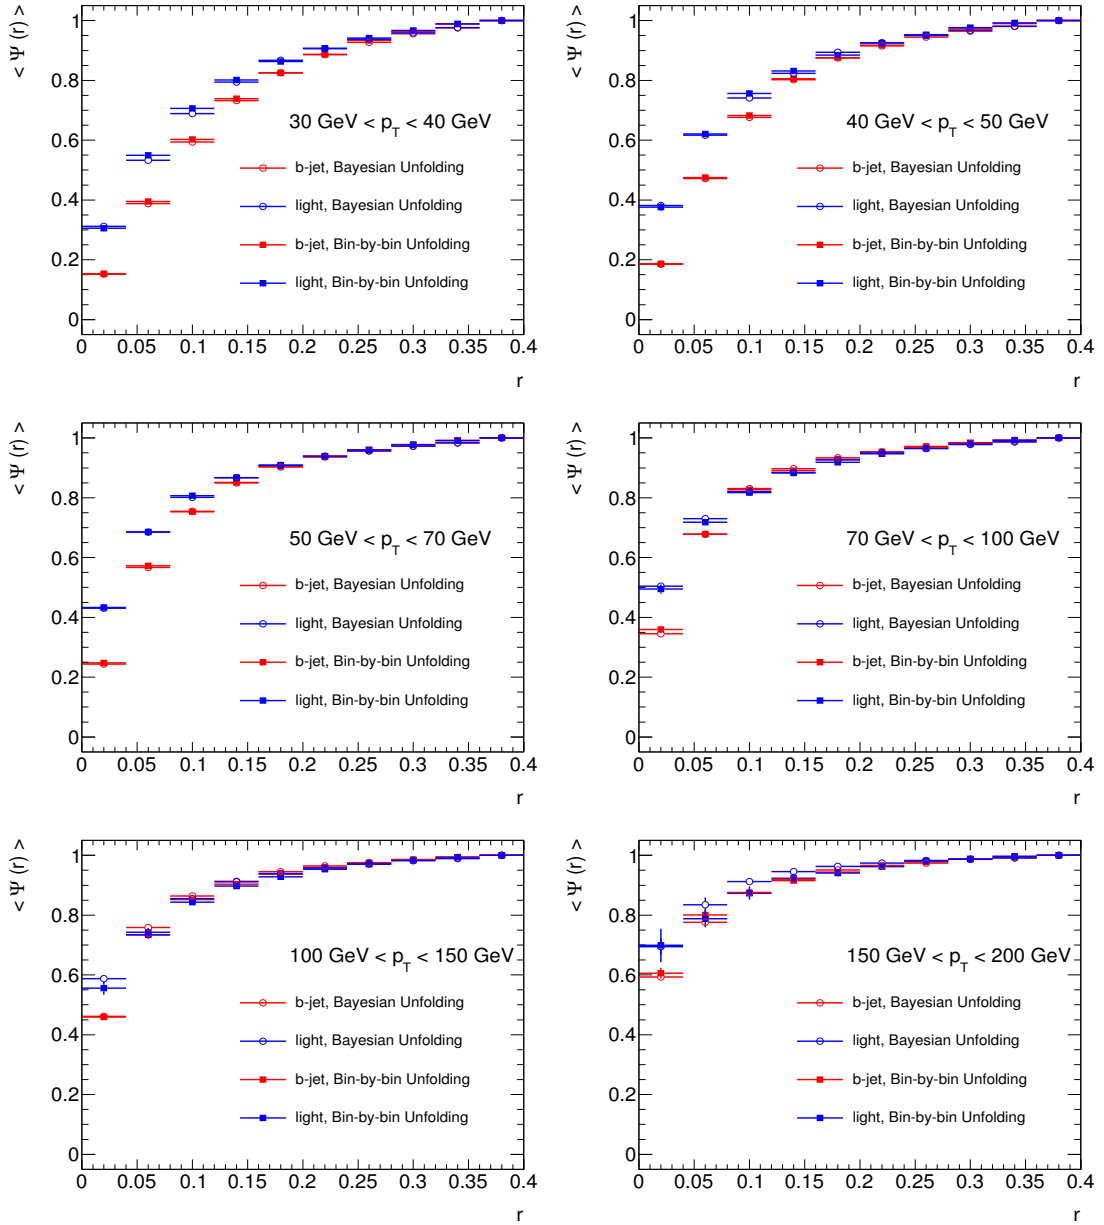 < Ψ (r) >
1
0.8
0.6
0.4
0.2
0
30 GeV < p_T < 40 GeV
b-jet, Bayesian Unfolding
light, Bayesian Unfolding
b-jet, Bin-by-bin Unfolding
light, Bin-by-bin Unfolding
0 0.05 0.1 0.15 0.2 0.25 0.3 0.35 0.4
r
< Ψ (r) >
1
0.8
0.6
0.4
0.2
0
40 GeV < p_T < 50 GeV
b-jet, Bayesian Unfolding
light, Bayesian Unfolding
b-jet, Bin-by-bin Unfolding
light, Bin-by-bin Unfolding
0 0.05 0.1 0.15 0.2 0.25 0.3 0.35 0.4
r
< Ψ (r) >
1
0.8
0.6
0.4
0.2
0
50 GeV < p_T < 70 GeV
b-jet, Bayesian Unfolding
light, Bayesian Unfolding
b-jet, Bin-by-bin Unfolding
light, Bin-by-bin Unfolding
0 0.05 0.1 0.15 0.2 0.25 0.3 0.35 0.4
r
< Ψ (r) >
1
0.8
0.6
0.4
0.2
0
70 GeV < p_T < 100 GeV
b-jet, Bayesian Unfolding
light, Bayesian Unfolding
b-jet, Bin-by-bin Unfolding
light, Bin-by-bin Unfolding
0 0.05 0.1 0.15 0.2 0.25 0.3 0.35 0.4
r
< Ψ (r) >
1
0.8
0.6
0.4
0.2
0
100 GeV < p_T < 150 GeV
b-jet, Bayesian Unfolding
light, Bayesian Unfolding
b-jet, Bin-by-bin Unfolding
light, Bin-by-bin Unfolding
0 0.05 0.1 0.15 0.2 0.25 0.3 0.35 0.4
r
< Ψ (r) >
1
0.8
0.6
0.4
0.2
0
150 GeV < p_T < 200 GeV
b-jet, Bayesian Unfolding
light, Bayesian Unfolding
b-jet, Bin-by-bin Unfolding
light, Bin-by-bin Unfolding
0 0.05 0.1 0.15 0.2 0.25 0.3 0.35 0.4
r